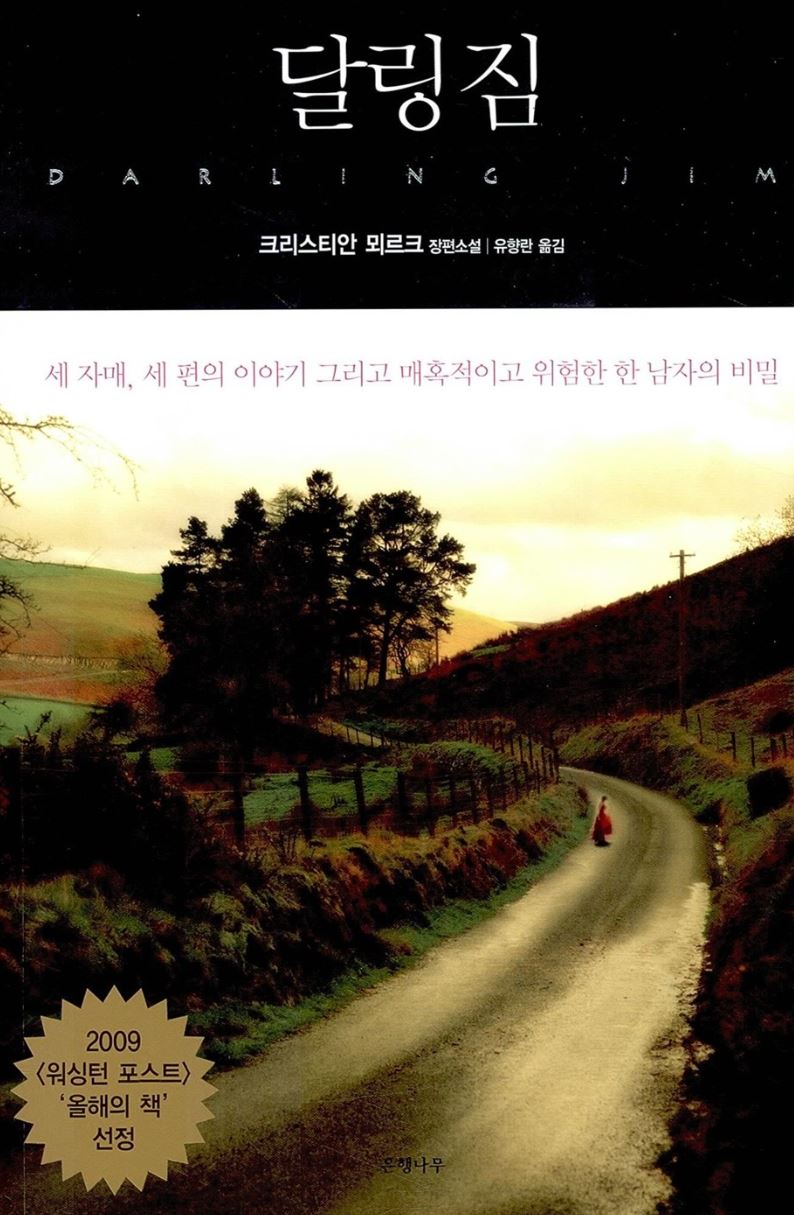 달링 짐
DARLING JIM
크리스티안 뫼르크 장편소설 | 유향란 옮김
세 자매, 세 편의 이야기 그리고 매혹적이고 위험한 한 남자의 비밀
2009
〈워싱턴 포스트〉
‘올해의 책’
선정
은행나무